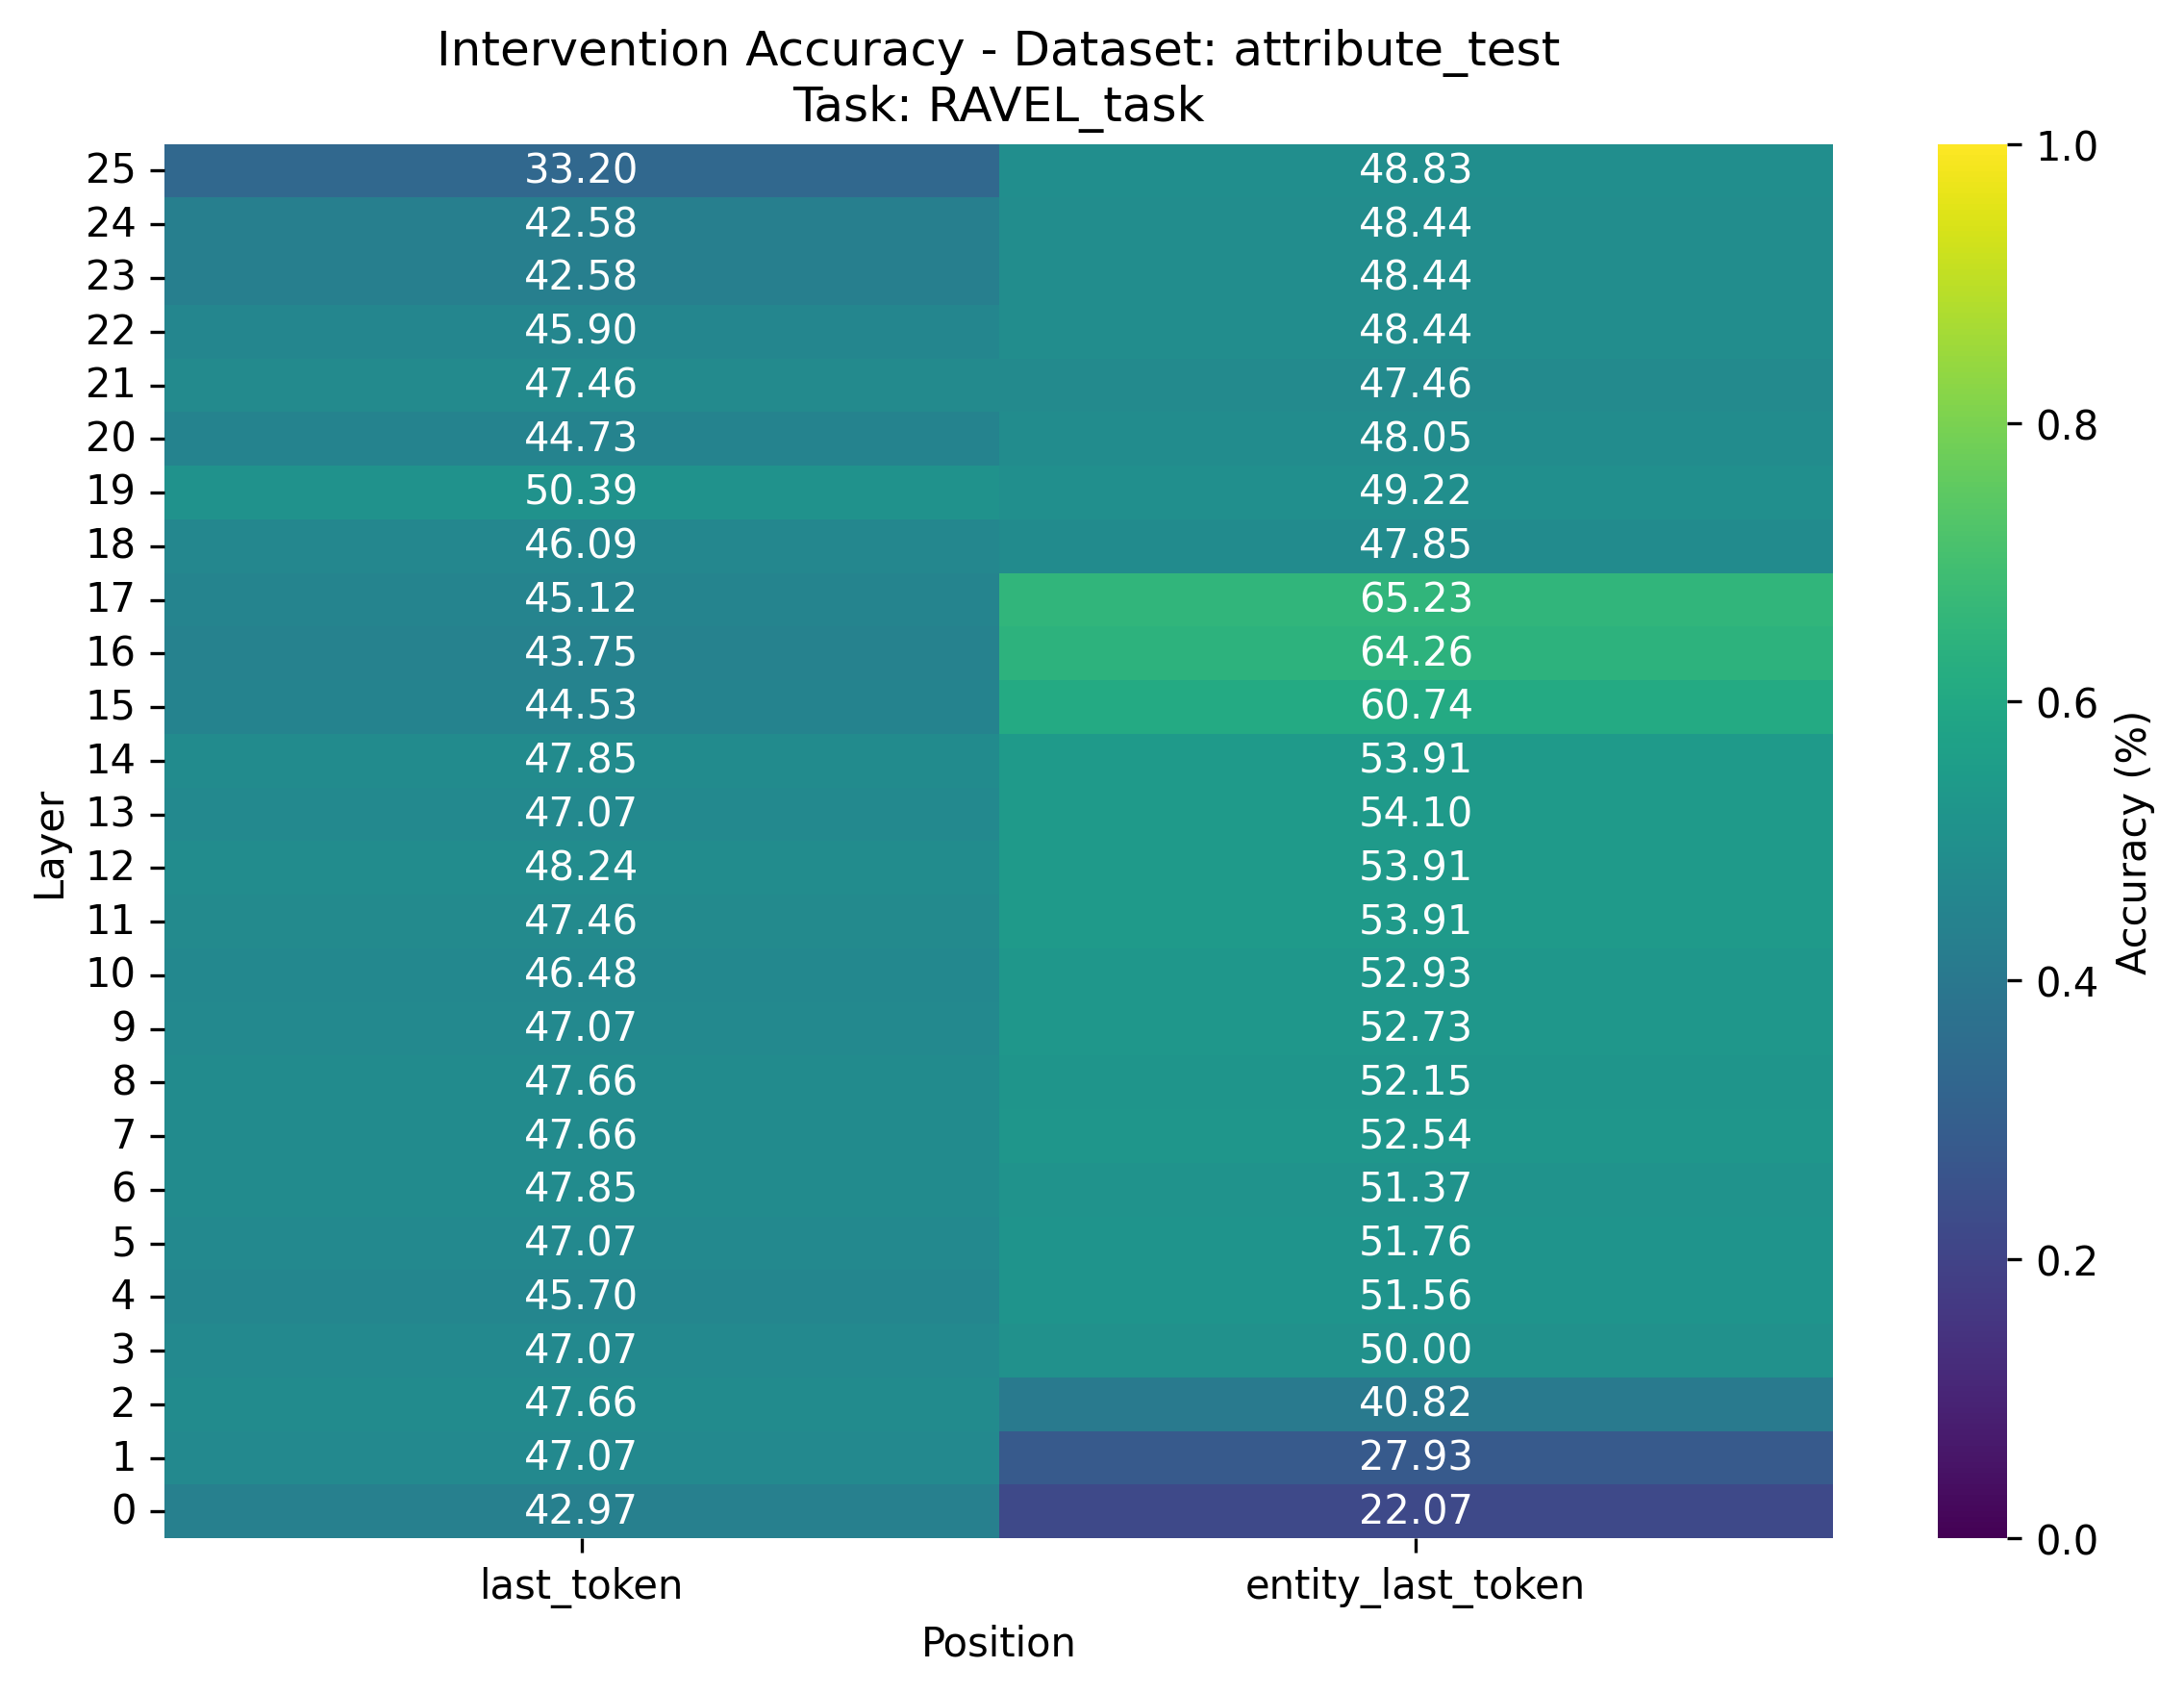 Intervention Accuracy - Dataset: attribute_test
Task: RAVEL_task
25 33.20 48.83
24 42.58 48.44
23 42.58 48.44
22 45.90 48.44
21 47.46 47.46
20 44.73 48.05
19 50.39 49.22
18 46.09 47.85
17 45.12 65.23
16 43.75 64.26
15 44.53 60.74
14 47.85 53.91
13 47.07 54.10
12 48.24 53.91
11 47.46 53.91
10 46.48 52.93
9 47.07 52.73
8 47.66 52.15
7 47.66 52.54
6 47.85 51.37
5 47.07 51.76
4 45.70 51.56
3 47.07 50.00
2 47.66 40.82
1 47.07 27.93
0 42.97 22.07
Layer
last_token entity_last_token
Position
1.0
0.8
0.6
0.4
0.2
0.0
Accuracy (%)